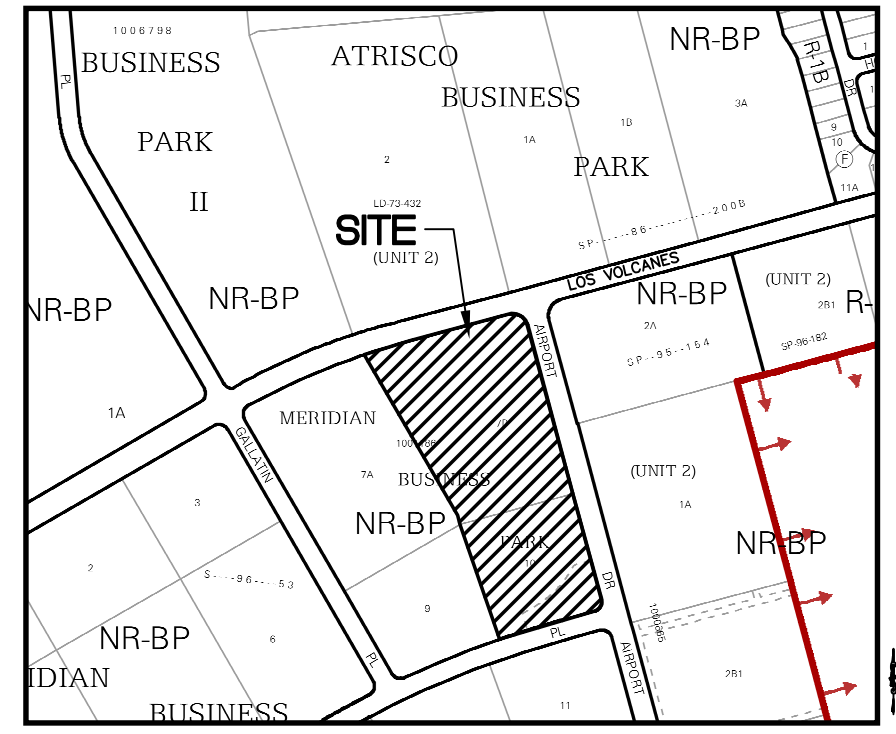 1006798
ATRISCO
NR-BP
R-1B
BUSINESS
PL
BUSINESS
DR
1
3A
1B
9
PARK
1A
10
2
PARK
F
11A
II
LD-73-432
SP-----86------200B
SITE
(UNIT 2)
LOS VOLCANES
(UNIT 2)
NR-BP
NR-BP
NR-BP
2B1
R-
2A
AIRPORT
SP--95--164
SP-96-182
1A
MERIDIAN
GALLATIN
7A
BUSINESS
(UNIT 2)
3
1A
NR-BP
PARK
NR-BP
10
2
S----96----53
DR
9
NR-BP
6
PL
PL
AIRPORT
IDIAN
2B1
11
BUSINESS